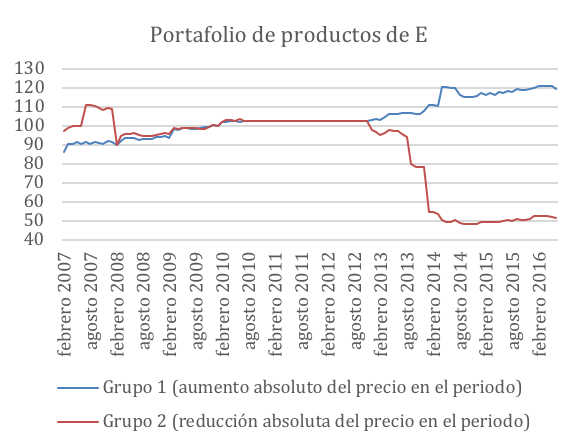 Portafolio de productos de E
130
120
110
100
90
80
70
60
50
40
febrero 2007
agosto 2007
febrero 2008
agosto 2008
febrero 2009
agosto 2009
febrero 2010
agosto 2010
febrero 2011
agosto 2011
febrero 2012
agosto 2012
febrero 2013
agosto 2013
febrero 2014
agosto 2014
febrero 2015
agosto 2015
febrero 2016
Grupo 1 (aumento absoluto del precio en el periodo)
Grupo 2 (reducción absoluta del precio en el periodo)